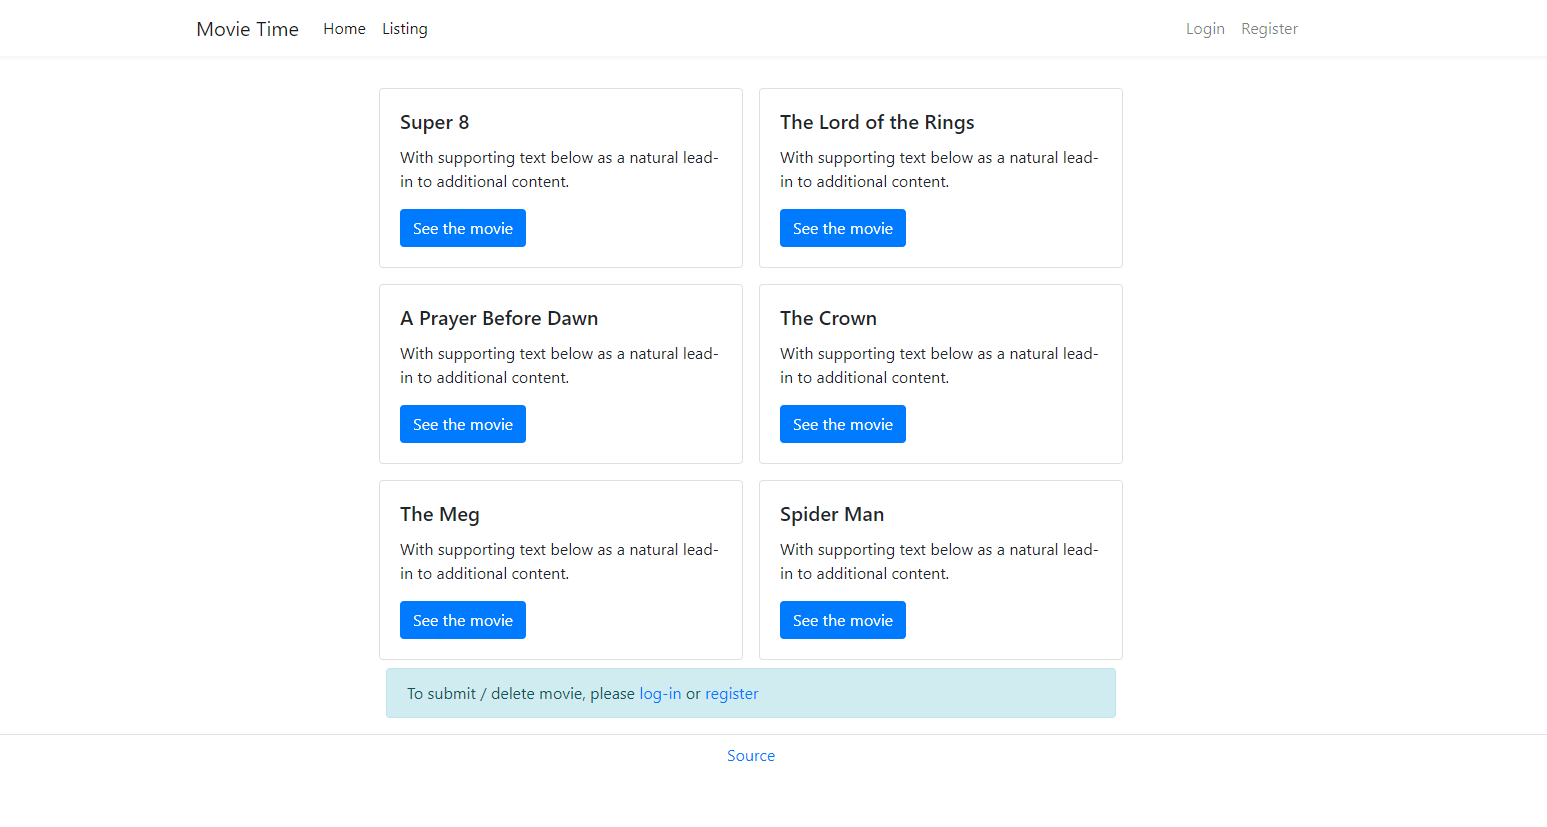 Movie Time Home Listing Login Register
Super 8
With supporting text below as a natural lead-
in to additional content.
See the movie
The Lord of the Rings
With supporting text below as a natural lead-
in to additional content.
See the movie
A Prayer Before Dawn
With supporting text below as a natural lead-
in to additional content.
See the movie
The Crown
With supporting text below as a natural lead-
in to additional content.
See the movie
The Meg
With supporting text below as a natural lead-
in to additional content.
See the movie
Spider Man
With supporting text below as a natural lead-
in to additional content.
See the movie
To submit / delete movie, please log-in or register
Source